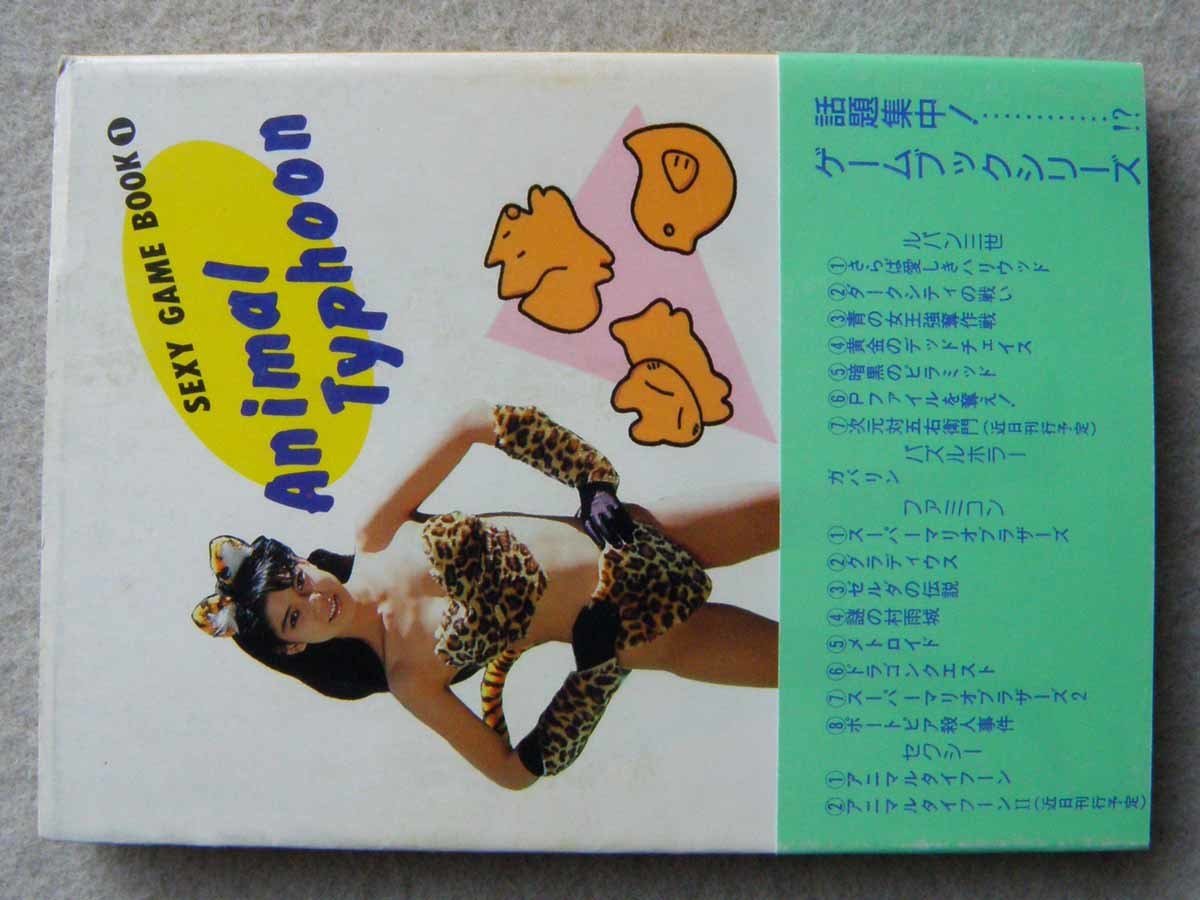 SEXY GAME BOOK ❶
Animal
Typhoon
話題集中!…………!?
ゲームブックシリーズ
ルパン三世
①さらば愛しきハリウッド
②ダークシティの戦い
③青の女王強奪作戦
④黄金のデッドチェイス
⑤暗黒のピラミッド
⑥Pファイルを奪え!
⑦次元対五右衛門(近日刊行予定)
パズルホラー
ガバリン
ファミコン
①スーパーマリオブラザーズ
②グラディウス
③ゼルダの伝説
④謎の村雨城
⑤メトロイド
⑥ドラゴンクエスト
⑦スーパーマリオブラザーズ2
⑧ポートピア殺人事件
セクシー
①アニマルタイフーン
②アニマルタイフーンII(近日刊行予定)